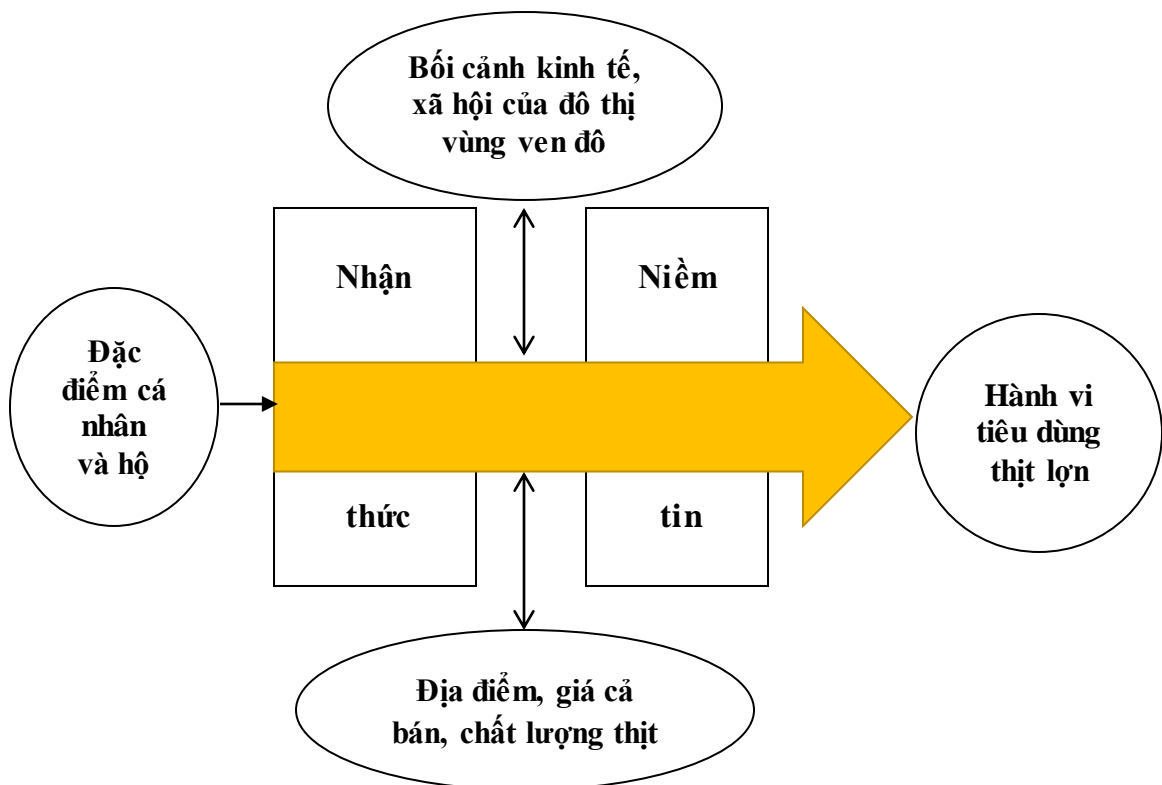 Bối cảnh kinh tế,
xã hội của đô thị
vùng ven đô
Nhận
Niềm
Đặc
điểm cá
nhân
và hộ
Hành vi
tiêu dùng
thịt lợn
thức
tin
Địa điểm, giá cả
bán, chất lượng thịt